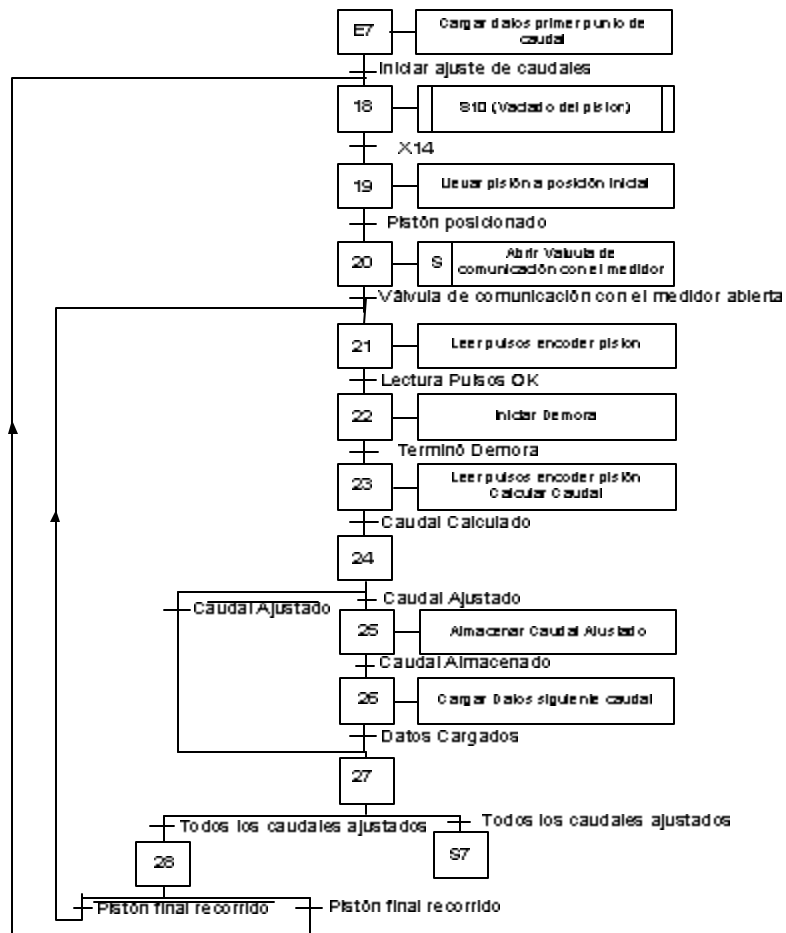 E7
Cargar datos primer punto de
caudal
Iniciar ajuste de caudales
18
S10 (Vaciado del piston)
X14
19
Llevar pistón a posición inicial
Pistón posicionado
20
S
Abrir Valvula de
comunicación con el medidor
Válvula de comunicación con el medidor abierta
21
Leer pulsos encoder piston
Lectura Pulsos OK
22
Iniciar Demora
Terminó Demora
23
Leer pulsos encoder pistón
Calcular Caudal
Caudal Calculado
24
Caudal Ajustado
Caudal Ajustado
25
Almacenar Caudal Ajustado
Caudal Almacenado
26
Cargar Datos siguiente caudal
Datos Cargados
27
Todos los caudales ajustados
Todos los caudales ajustados
28
S7
Pistón final recorrido
Pistón final recorrido